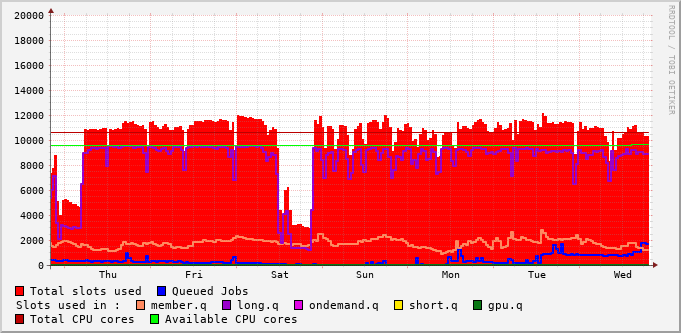 20000
18000
16000
14000
12000
10000
8000
6000
4000
2000
0
Thu Fri Sat Sun Mon Tue Wed
RRDTOOL / TOBI OETIKER
Total slots used Queued Jobs
Slots used in : member.q long.q ondemand.q short.q gpu.q
Total CPU cores Available CPU cores